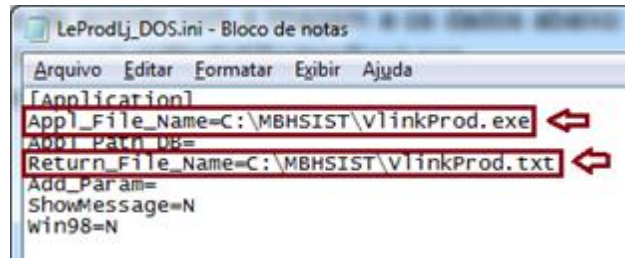 LeProdLj_DOS.ini - Bloco de notas
Arquivo Editar Formatar Exibir Ajuda
[Application]
Appl_File_Name=C:\MBHSIST\VlinkProd.exe
Appl_Path_DB=
Return_File_Name=C:\MBHSIST\VlinkProd.txt
Add_Param=
ShowMessage=N
Win98=N